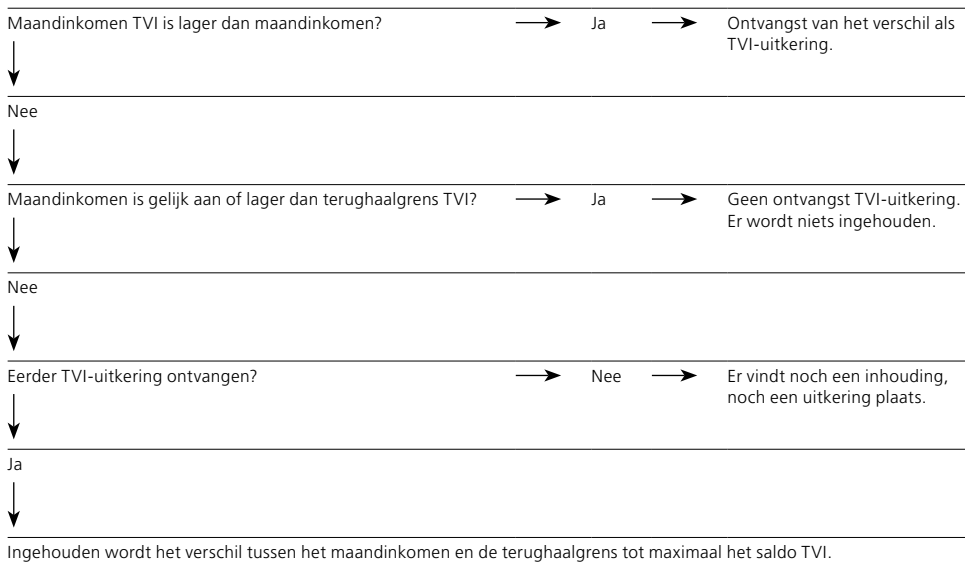 Maandinkomen TVI is lager dan maandinkomen? Ja Ontvangst van het verschil als
TVI-uitkering.
Nee
Maandinkomen is gelijk aan of lager dan terughaalgrens TVI? Ja Geen ontvangst TVI-uitkering.
Er wordt niets ingehouden.
Nee
Eerder TVI-uitkering ontvangen? Nee Er vindt noch een inhouding,
noch een uitkering plaats.
Ja
Ingehouden wordt het verschil tussen het maandinkomen en de terughaalgrens tot maximaal het saldo TVI.